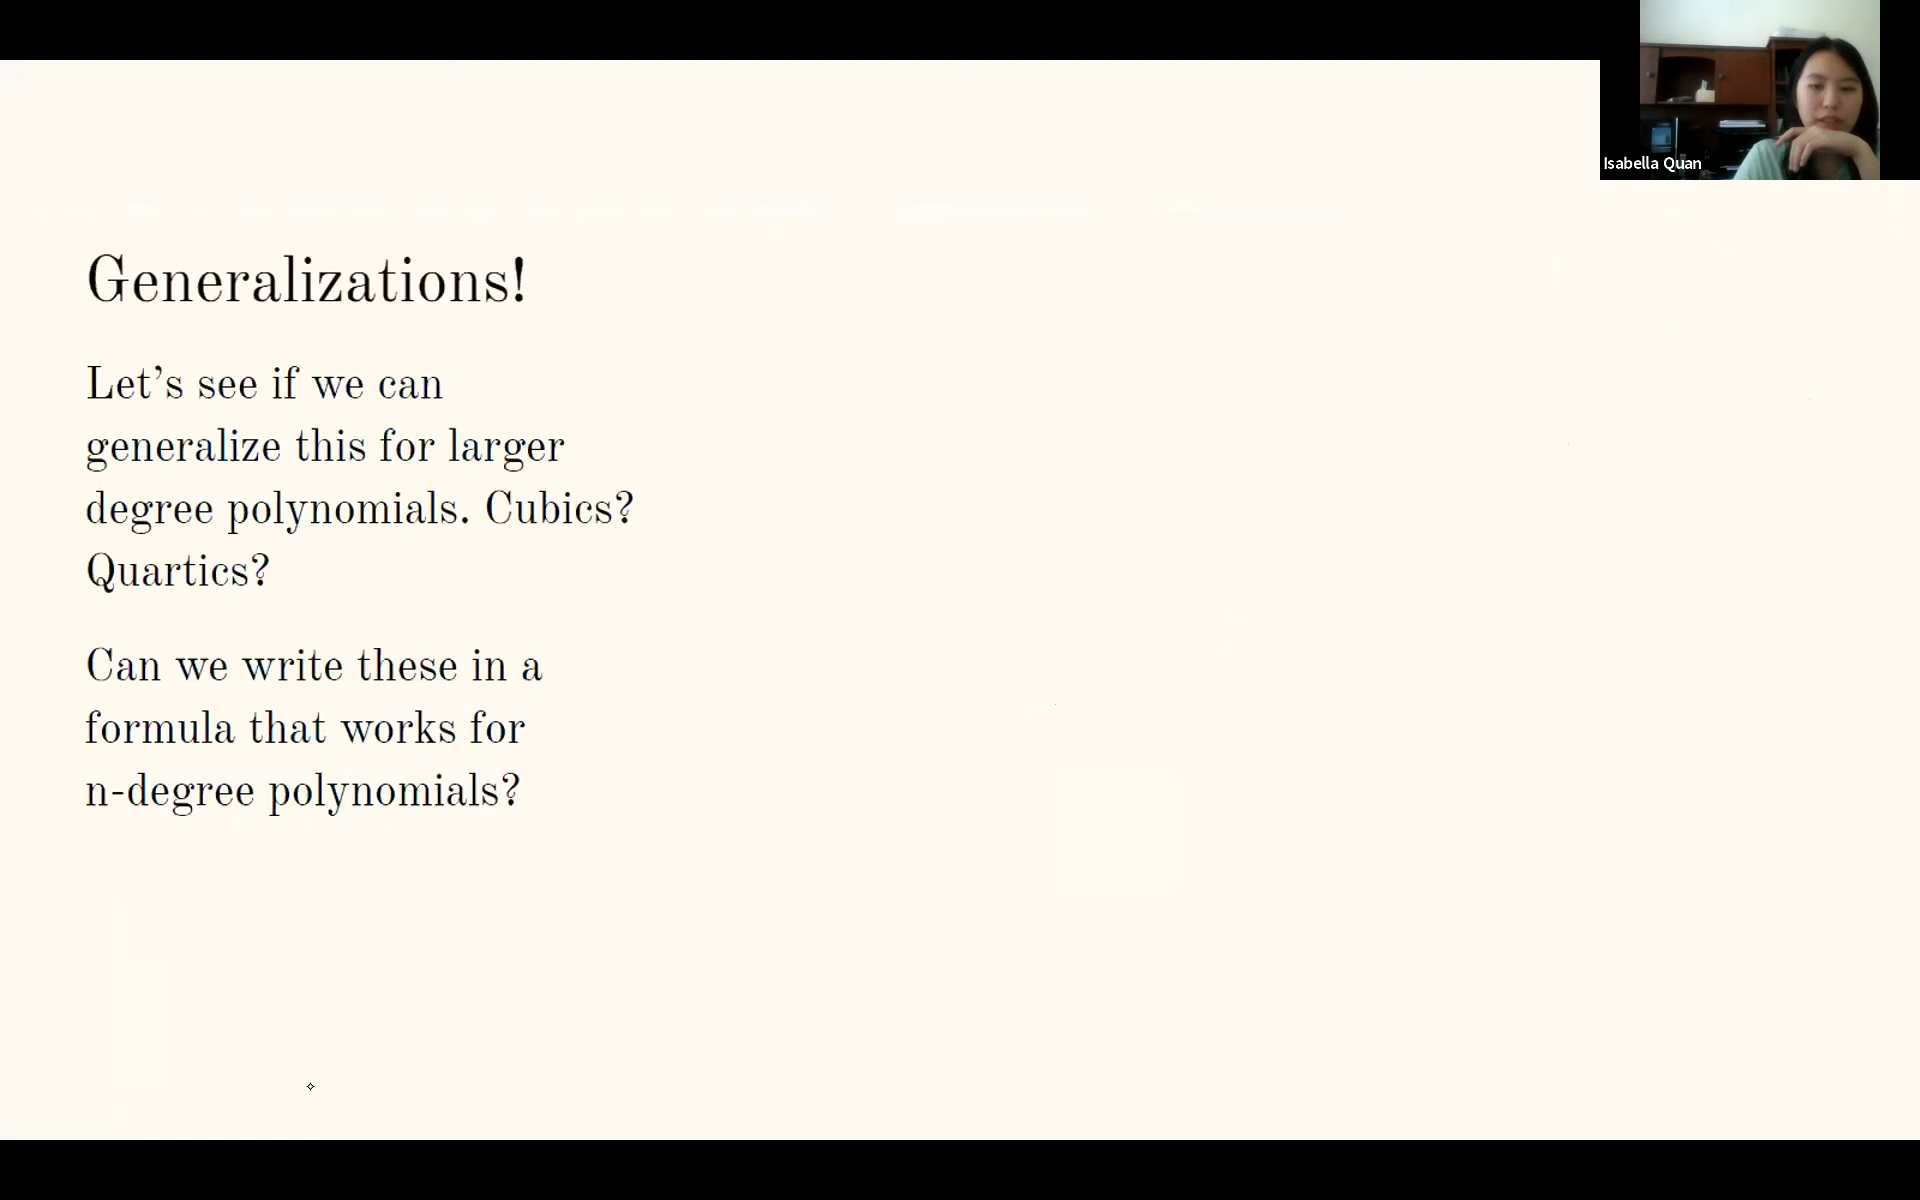 Isabella Quan
Generalizations!
Let's see if we can
generalize this for larger
degree polynomials. Cubics?
Quartics?
Can we write these in a
formula that works for
n-degree polynomials?